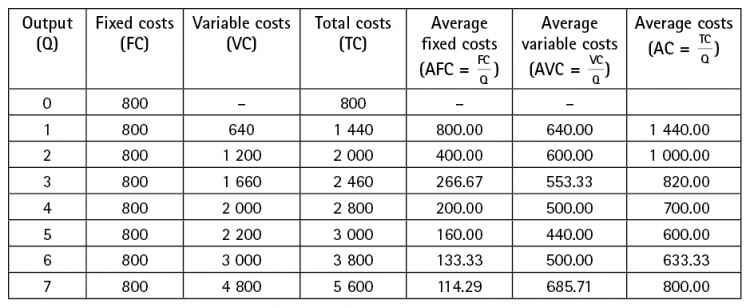 Output (Q) Fixed costs (FC) Variable costs (VC) Total costs (TC) Average fixed costs (AFC = FC/Q) Average variable costs (AVC = VC/Q) Average costs (AC = TC/Q)
0 800 – 800 – –
1 800 640 1 440 800.00 640.00 1 440.00
2 800 1 200 2 000 400.00 600.00 1 000.00
3 800 1 660 2 460 266.67 553.33 820.00
4 800 2 000 2 800 200.00 500.00 700.00
5 800 2 200 3 000 160.00 440.00 600.00
6 800 3 000 3 800 133.33 500.00 633.33
7 800 4 800 5 600 114.29 685.71 800.00